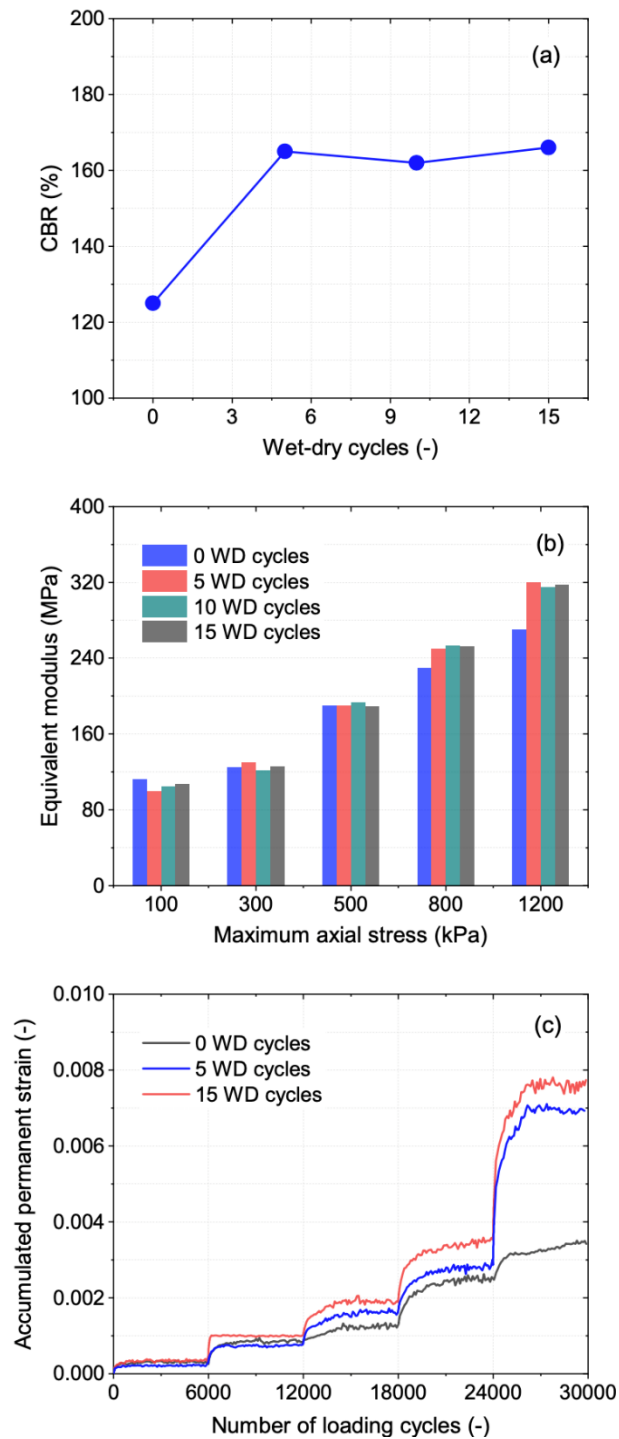 (a)
CBR (%)
200
180
160
140
120
100
0 3 6 9 12 15
Wet-dry cycles (-)
(b)
0 WD cycles
5 WD cycles
10 WD cycles
15 WD cycles
Equivalent modulus (MPa)
400
320
240
160
80
0
100 300 500 800 1200
Maximum axial stress (kPa)
(c)
0 WD cycles
5 WD cycles
15 WD cycles
Accumulated permanent strain (-)
0.010
0.008
0.006
0.004
0.002
0.000
0 6000 12000 18000 24000 30000
Number of loading cycles (-)